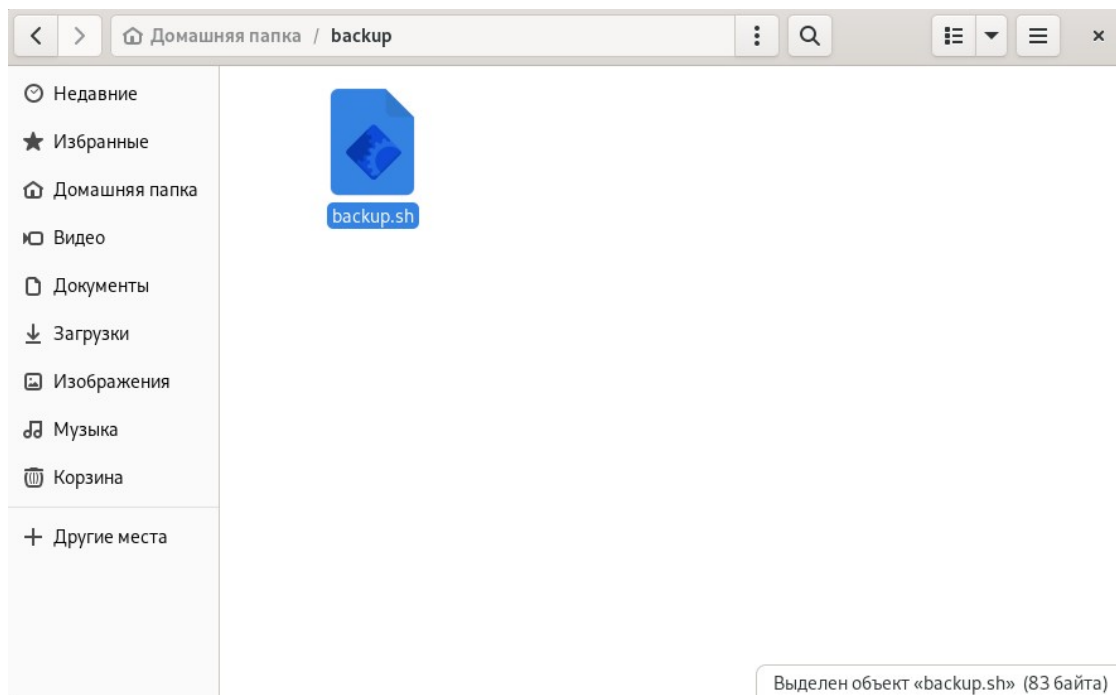 Домашняя папка / backup
Недавние
Избранные
Домашняя папка
Видео
Документы
Загрузки
Изображения
Музыка
Корзина
Другие места
backup.sh
Выделен объект «backup.sh» (83 байта)